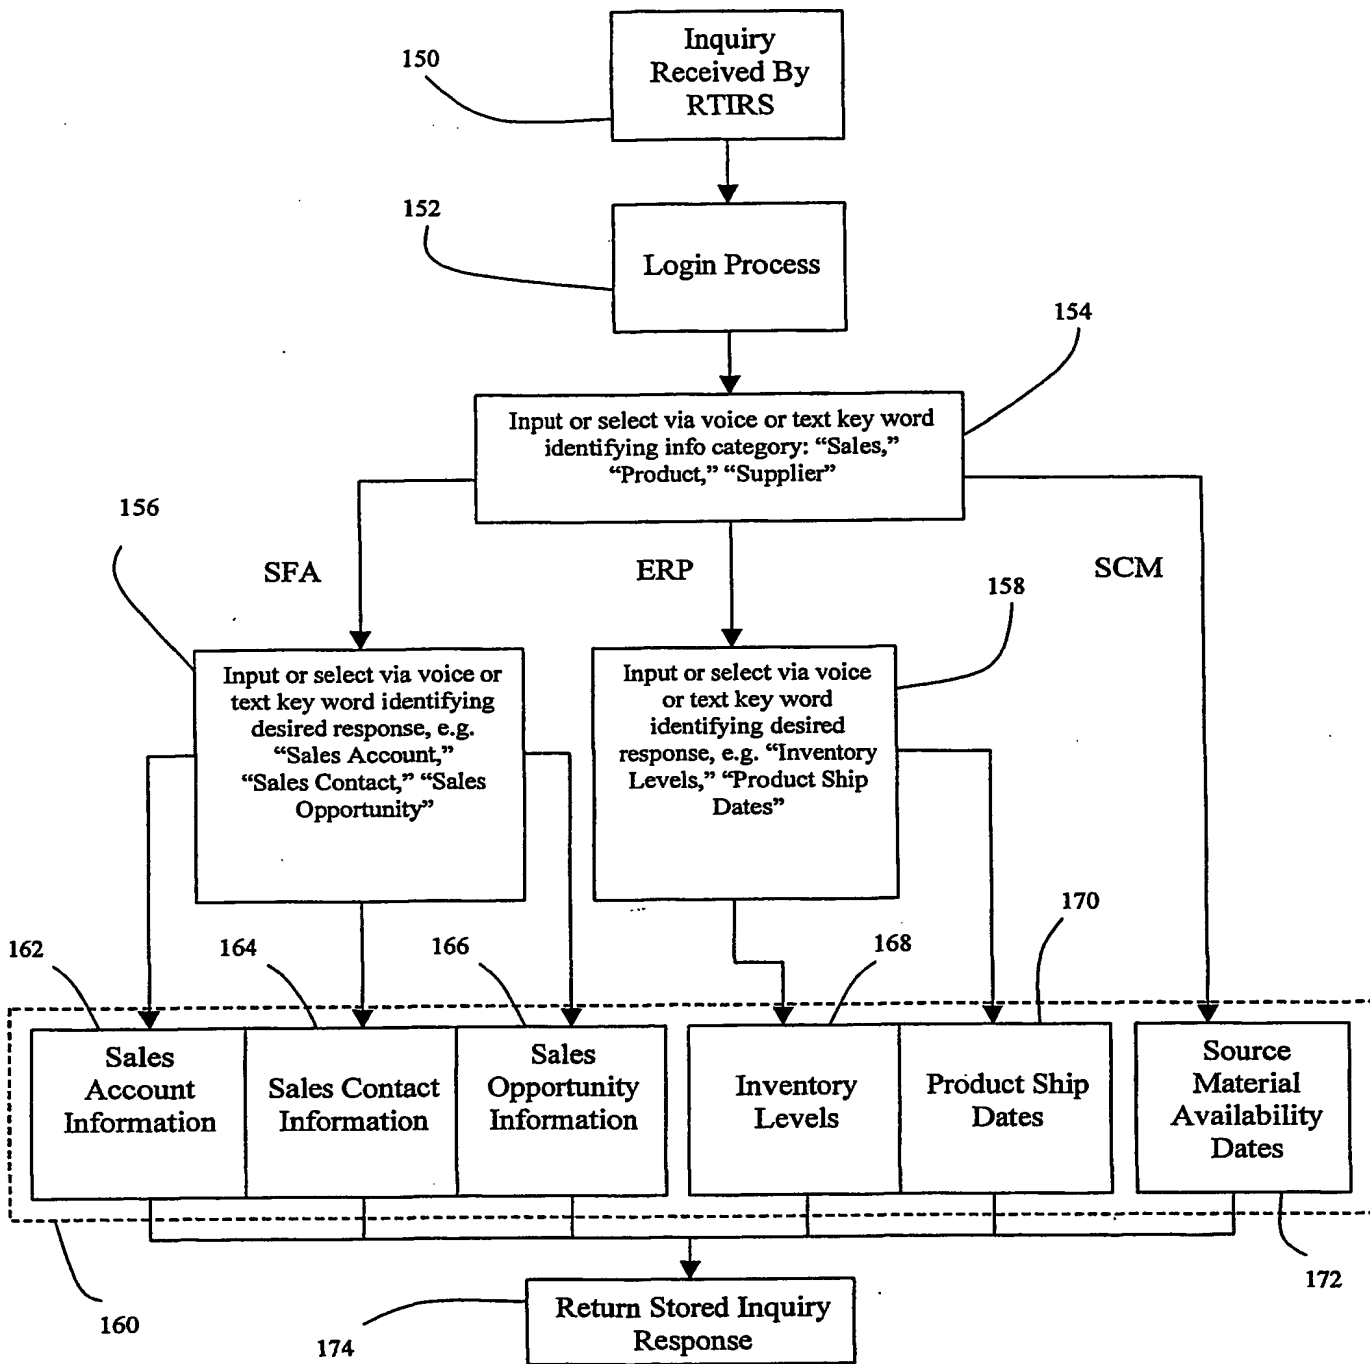 Inquiry
Received By
RTIRS
150
152
Login Process
154
Input or select via voice or text key word
identifying info category: “Sales,”
“Product,” “Supplier”
156
SFA
ERP
SCM
158
Input or select via voice or
text key word identifying
desired response, e.g.
“Sales Account,”
“Sales Contact,” “Sales
Opportunity”
Input or select via voice
or text key word
identifying desired
response, e.g. “Inventory
Levels,” “Product Ship
Dates”
162
164
166
168
170
Sales
Account
Information
Sales Contact
Information
Sales
Opportunity
Information
Inventory
Levels
Product Ship
Dates
Source
Material
Availability
Dates
160
172
174
Return Stored Inquiry
Response